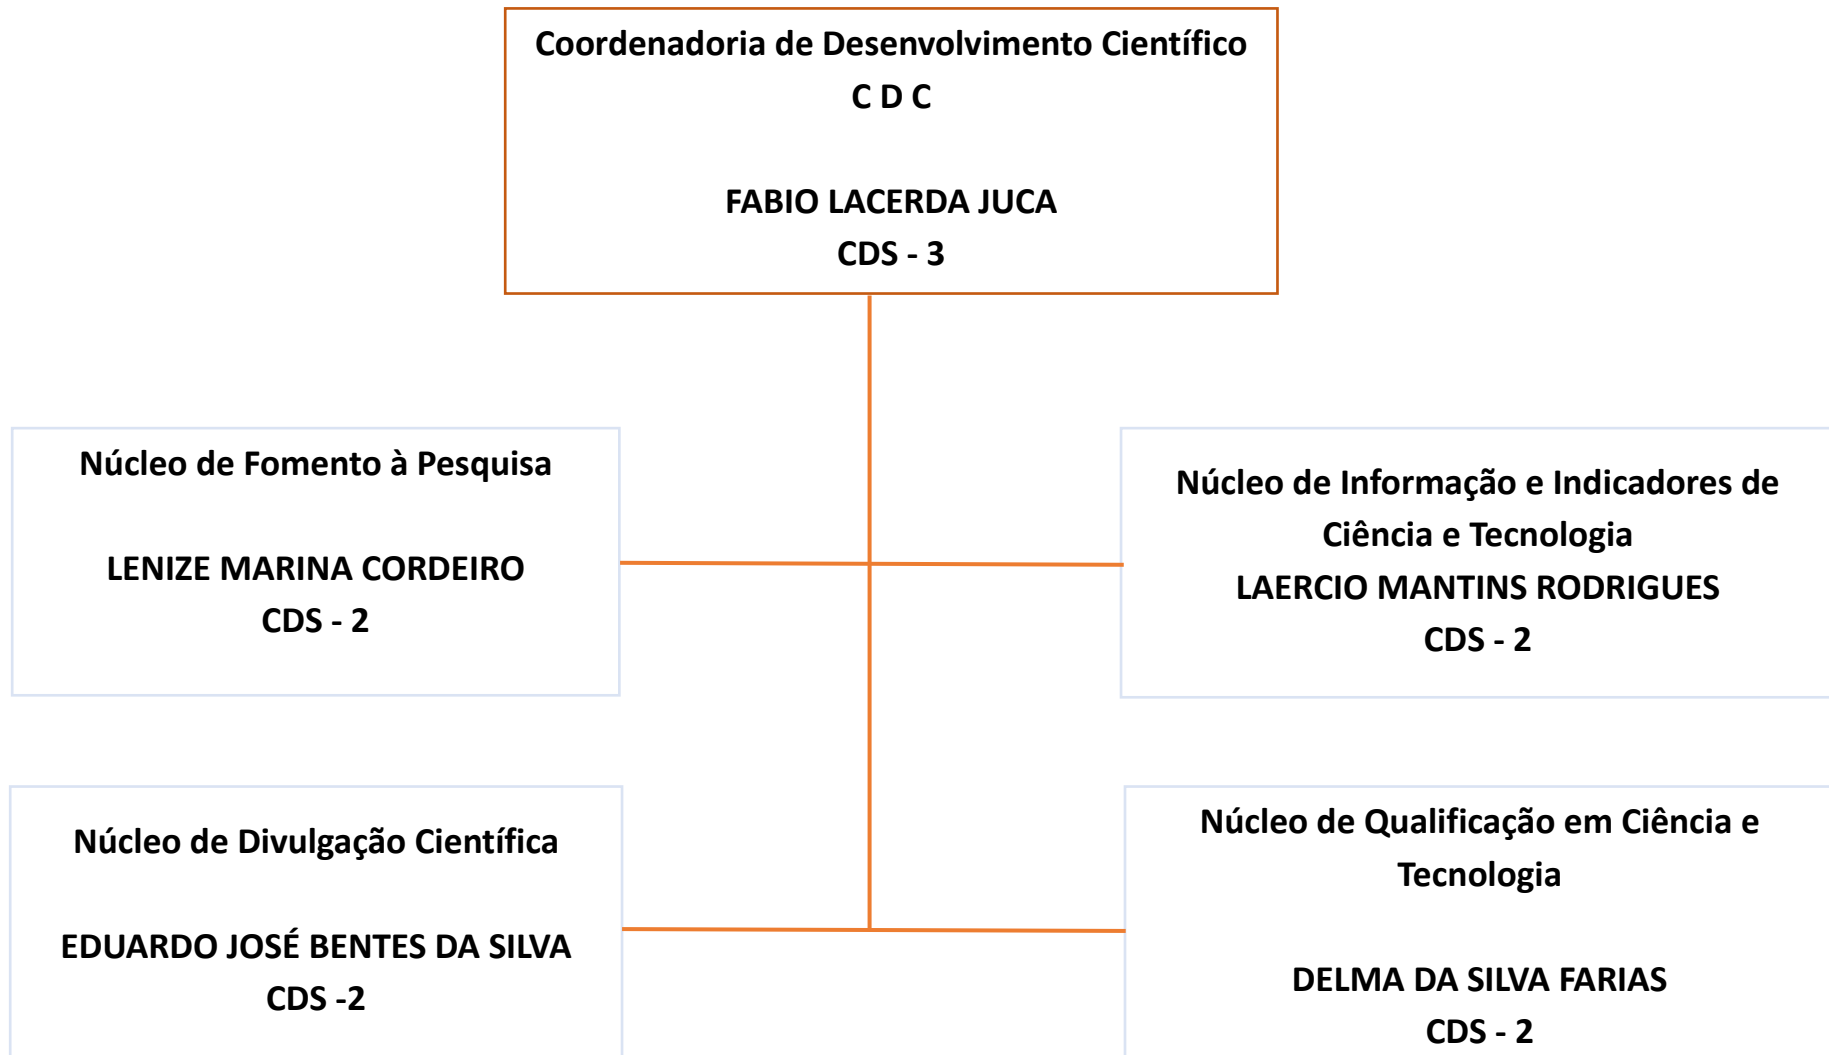 Coordenadoria de Desenvolvimento Científico
C D C
FABIO LACERDA JUCA
CDS - 3
Núcleo de Fomento à Pesquisa
LENIZE MARINA CORDEIRO
CDS - 2
Núcleo de Informação e Indicadores de
Ciência e Tecnologia
LAERCIO MANTINS RODRIGUES
CDS - 2
Núcleo de Divulgação Científica
EDUARDO JOSÉ BENTES DA SILVA
CDS -2
Núcleo de Qualificação em Ciência e
Tecnologia
DELMA DA SILVA FARIAS
CDS - 2